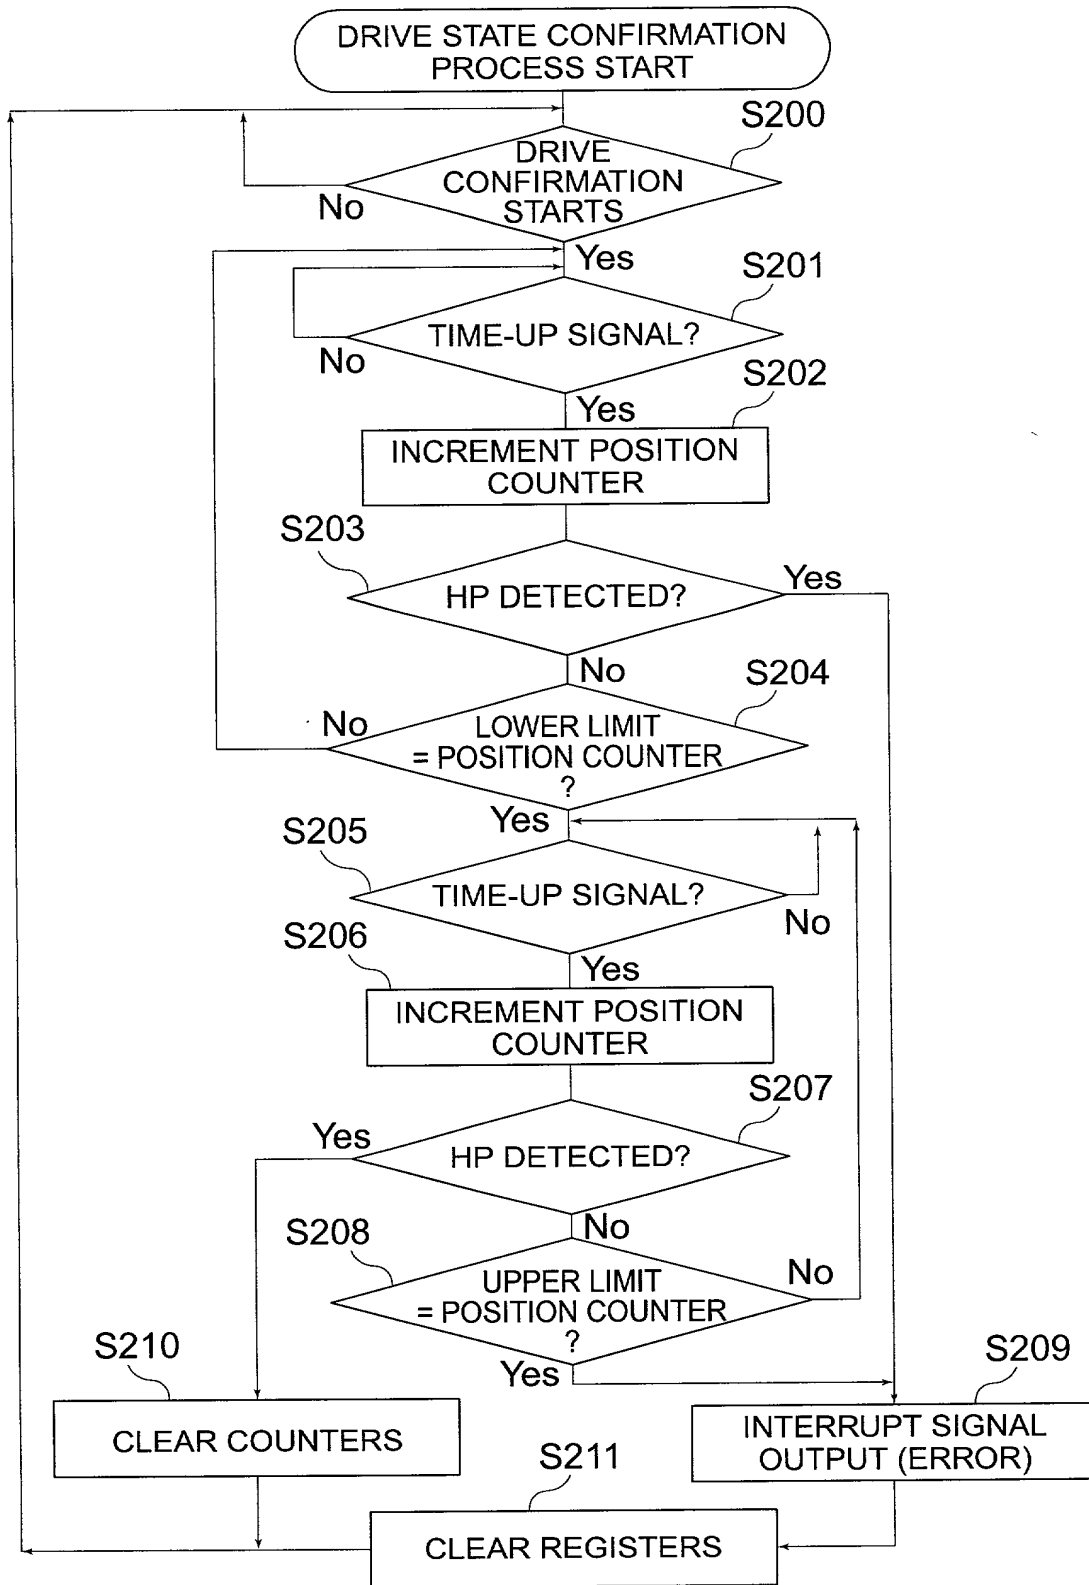 DRIVE STATE CONFIRMATION
PROCESS START
S200
DRIVE
CONFIRMATION
STARTS
No
Yes
S201
TIME-UP SIGNAL?
No
S202
Yes
INCREMENT POSITION
COUNTER
S203
HP DETECTED?
Yes
No
S204
No
LOWER LIMIT
= POSITION COUNTER
?
Yes
S205
TIME-UP SIGNAL?
No
S206
Yes
INCREMENT POSITION
COUNTER
S207
Yes
HP DETECTED?
No
S208
UPPER LIMIT
= POSITION COUNTER
?
No
Yes
S210
S209
CLEAR COUNTERS
INTERRUPT SIGNAL
OUTPUT (ERROR)
S211
CLEAR REGISTERS